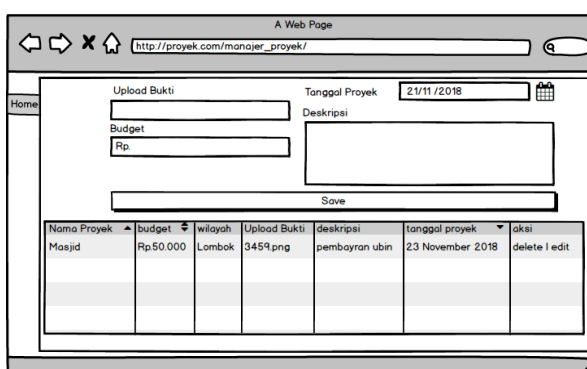 A Web Page
http://proyek.com/manajer_proyek/
Home
Upload Bukti
Tanggal Proyek 21/11 /2018
Deskripsi
Budget
Rp.
Save
Nama Proyek budget wilayah Upload Bukti deskripsi tanggal proyek aksi
Masjid Rp.50.000 Lombok 3459.png pembayran ubin 23 November 2018 delete | edit